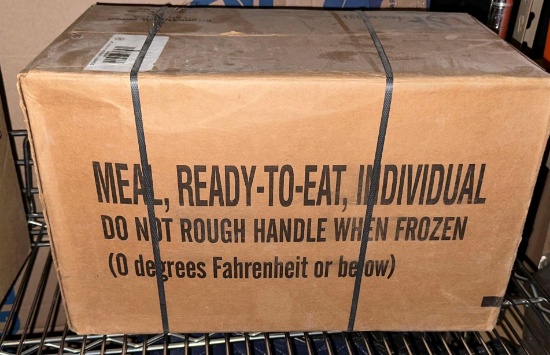 MEAL, READY-TO-EAT, INDIVIDUAL
DO NOT ROUGH HANDLE WHEN FROZEN
(0 degrees Fahrenheit or below)